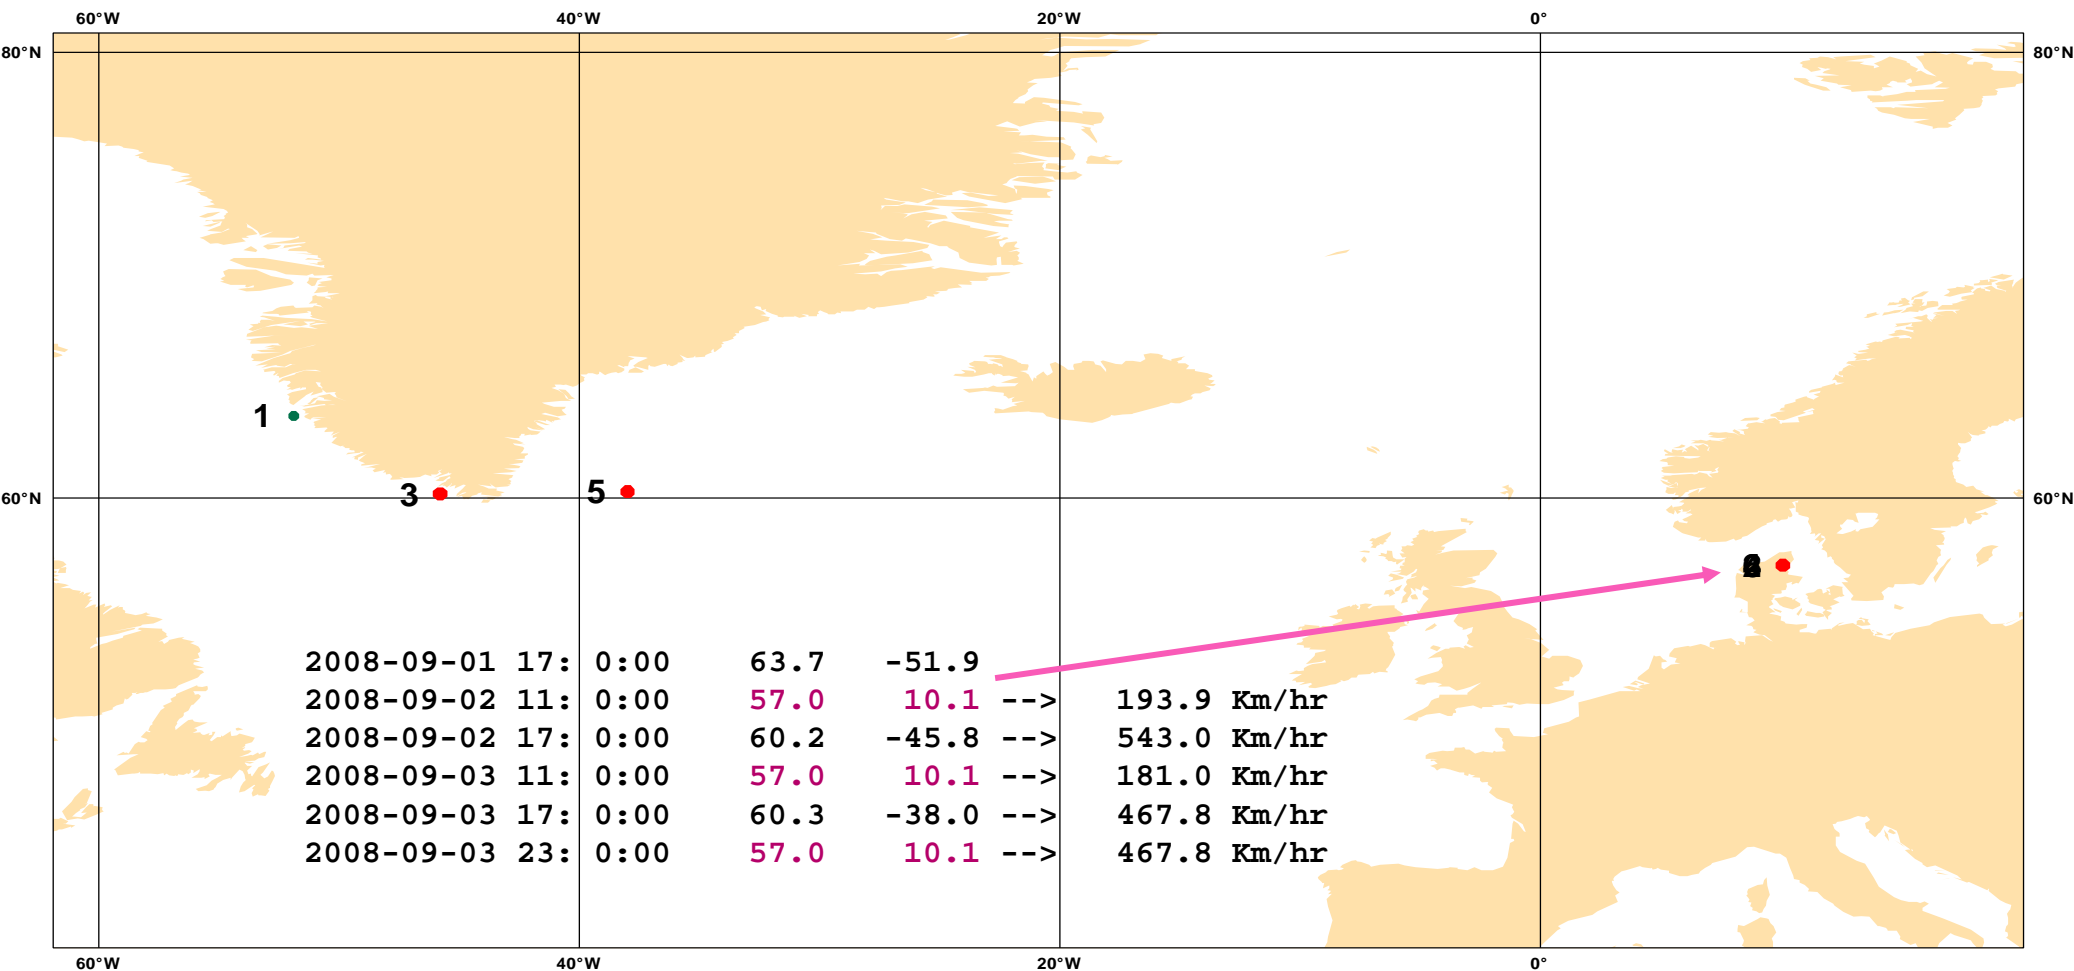 60°W 40°W 20°W 0°
80°N 80°N
1
3 5
60°N 60°N
2008-09-01 17: 0:00 63.7 -51.9
2008-09-02 11: 0:00 57.0 10.1 --> 193.9 Km/hr
2008-09-02 17: 0:00 60.2 -45.8 --> 543.0 Km/hr
2008-09-03 11: 0:00 57.0 10.1 --> 181.0 Km/hr
2008-09-03 17: 0:00 60.3 -38.0 --> 467.8 Km/hr
2008-09-03 23: 0:00 57.0 10.1 --> 467.8 Km/hr
60°W 40°W 20°W 0°